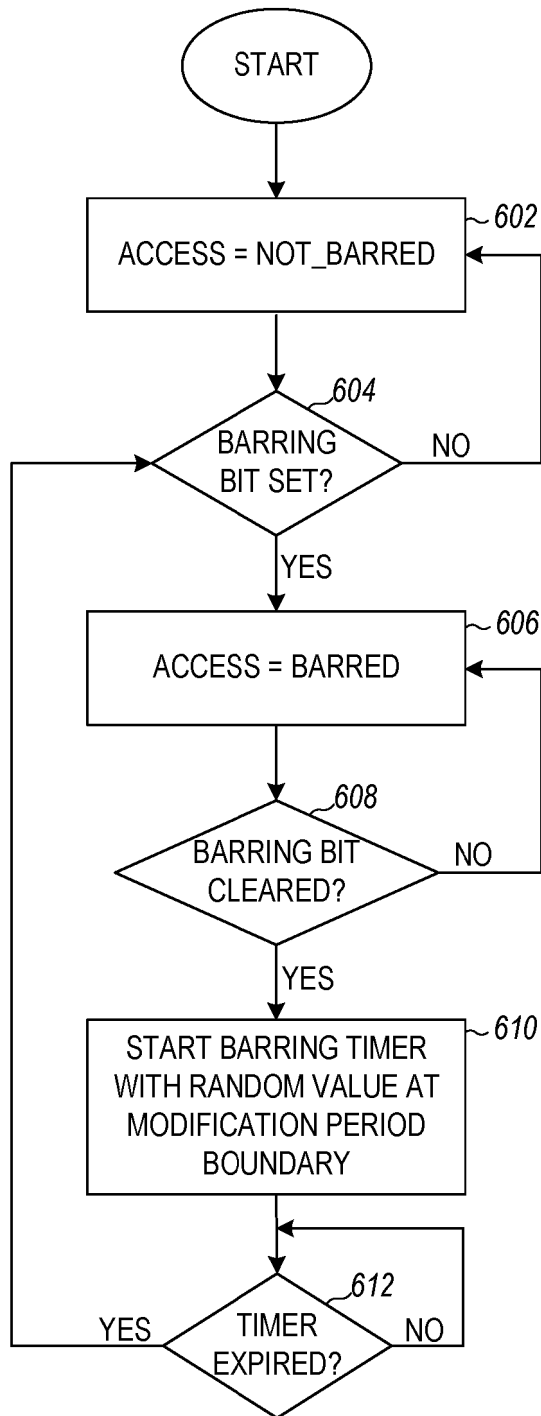 START
602
ACCESS = NOT_BARRED
604
BARRING
BIT SET?
NO
YES
606
ACCESS = BARRED
608
BARRING BIT
CLEARED?
NO
YES
610
START BARRING TIMER
WITH RANDOM VALUE AT
MODIFICATION PERIOD
BOUNDARY
612
YES
TIMER
EXPIRED?
NO